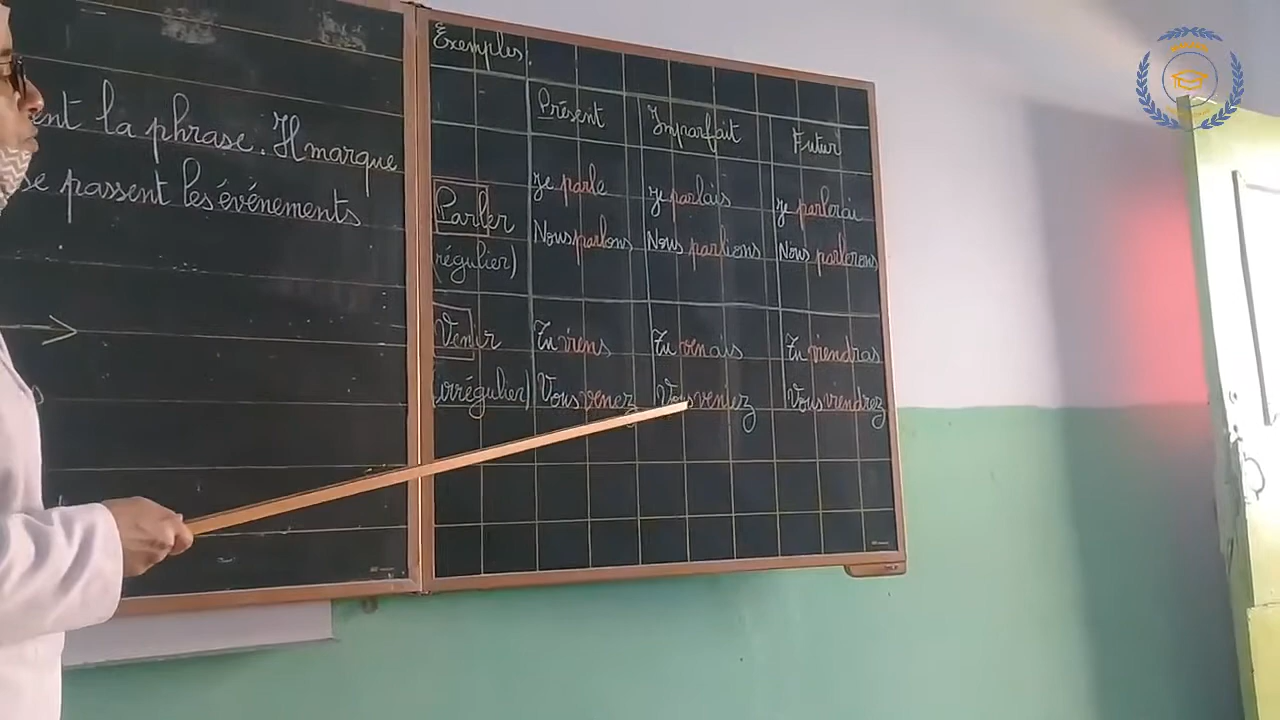 ent la phrase. Il marque
se passent les événements
Exemples:
Présent Imparfait Futur
Je parle Je parlais Je parlerai
Parler
Nous parlons Nous parlions Nous parlerons
(régulier)
Venir Tu viens Tu venais Tu viendras
(irrégulier) Vous venez Vous veniez Vous viendrez